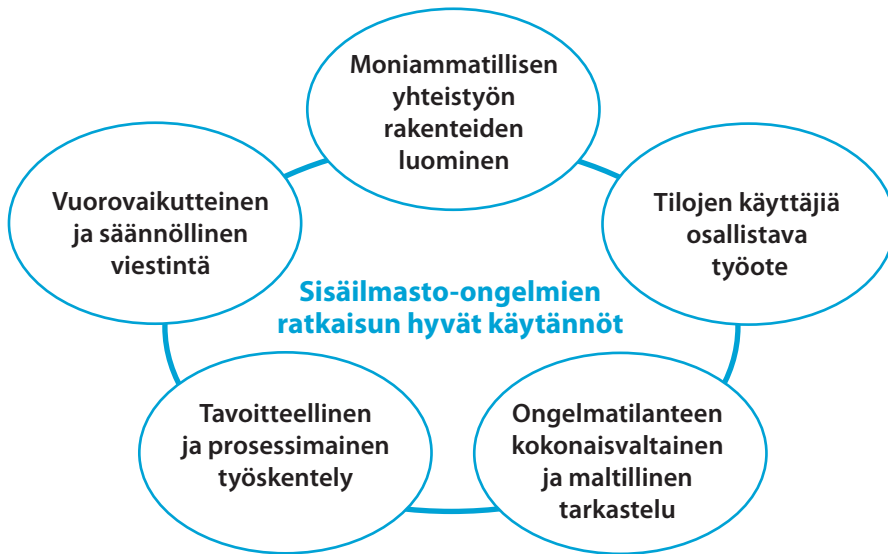 Moniammatillisen
yhteistyön
rakenteiden
luominen
Vuorovaikutteinen
ja säännöllinen
viestintä
Tilojen käyttäjiä
osallistava
työote
Sisäilmasto-ongelmien
ratkaisun hyvät käytännöt
Tavoitteellinen
ja prosessimainen
työskentely
Ongelmatilanteen
kokonaisvaltainen
ja maltillinen
tarkastelu